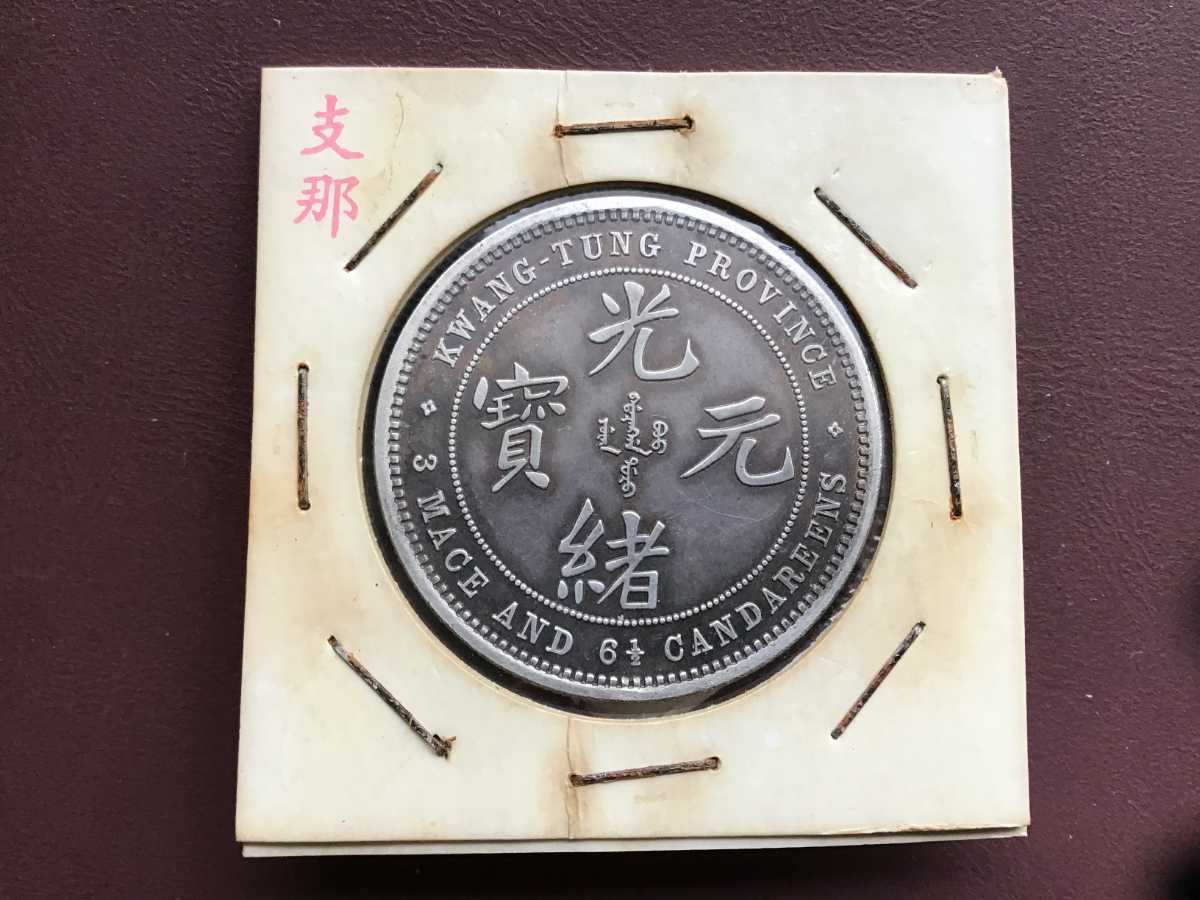 支那
KWANG-TUNG PROVINCE
光緒元寶
3 MACE AND 6½ CANDAREENS